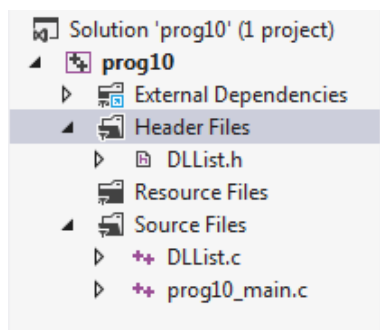 Solution 'prog10' (1 project)
prog10
External Dependencies
Header Files
DLList.h
Resource Files
Source Files
DLList.c
prog10_main.c